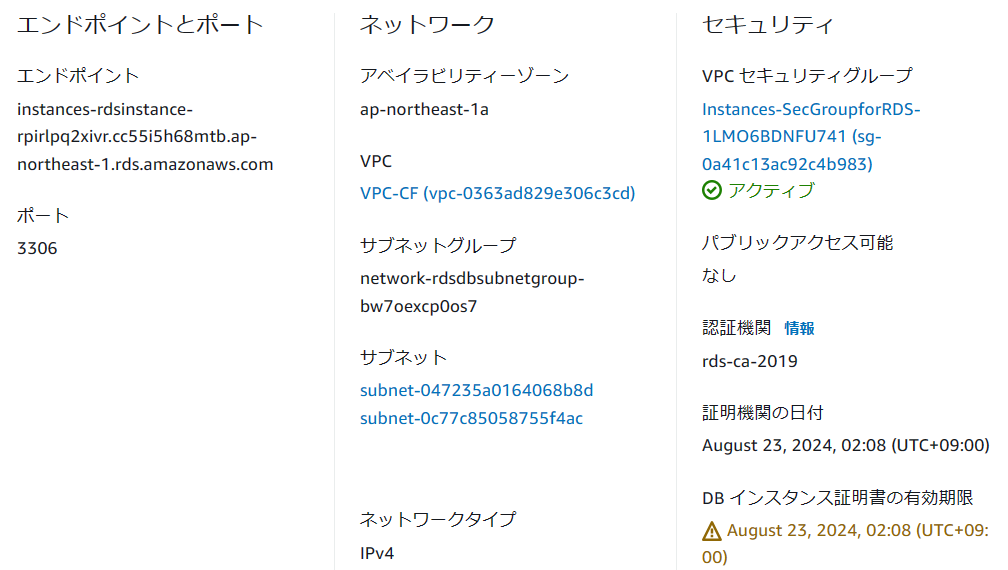 エンドポイントとポート
エンドポイント
instances-rdsinstance-
rpirlpq2xivr.cc55i5h68mtb.ap-
northeast-1.rds.amazonaws.com
ポート
3306
ネットワーク
アベイラビリティーゾーン
ap-northeast-1a
VPC
VPC-CF (vpc-0363ad829e306c3cd)
サブネットグループ
network-rdsdbsubnetgroup-
bw7oexcp0os7
サブネット
subnet-047235a0164068b8d
subnet-0c77c85058755f4ac
ネットワークタイプ
IPv4
セキュリティ
VPC セキュリティグループ
Instances-SecGroupforRDS-
1LMO6BDNFU741 (sg-
0a41c13ac92c4b983)
アクティブ
パブリックアクセス可能
なし
認証機関 情報
rds-ca-2019
証明機関の日付
August 23, 2024, 02:08 (UTC+09:00)
DB インスタンス証明書の有効期限
August 23, 2024, 02:08 (UTC+09:
00)